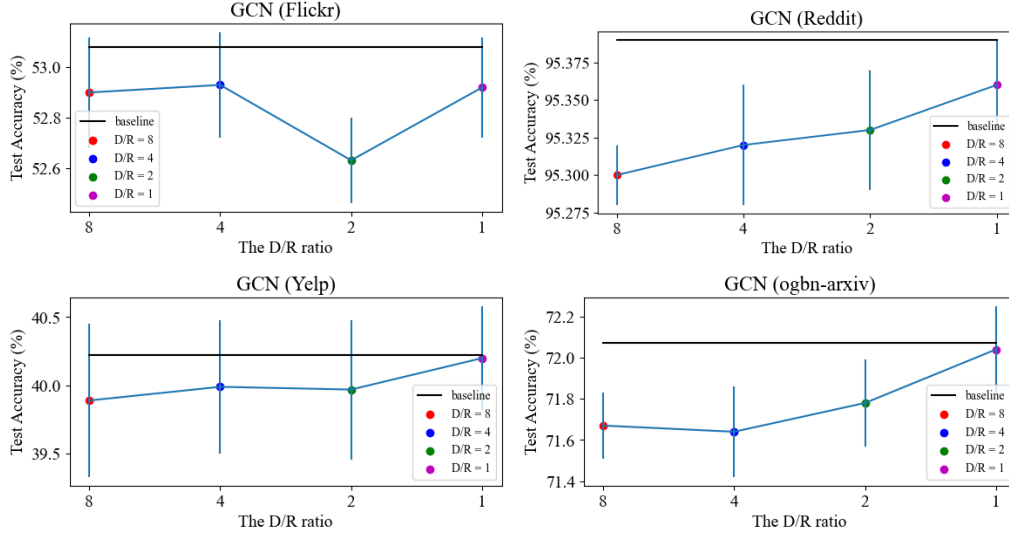 GCN (Flickr)
Test Accuracy (%)
53.0
52.8
52.6
baseline
D/R = 8
D/R = 4
D/R = 2
D/R = 1
8
4
2
1
The D/R ratio
GCN (Reddit)
Test Accuracy (%)
95.375
95.350
95.325
95.300
95.275
baseline
D/R = 8
D/R = 4
D/R = 2
D/R = 1
8
4
2
1
The D/R ratio
GCN (Yelp)
Test Accuracy (%)
40.5
40.0
39.5
baseline
D/R = 8
D/R = 4
D/R = 2
D/R = 1
8
4
2
1
The D/R ratio
GCN (ogbn-arxiv)
Test Accuracy (%)
72.2
72.0
71.8
71.6
71.4
baseline
D/R = 8
D/R = 4
D/R = 2
D/R = 1
8
4
2
1
The D/R ratio